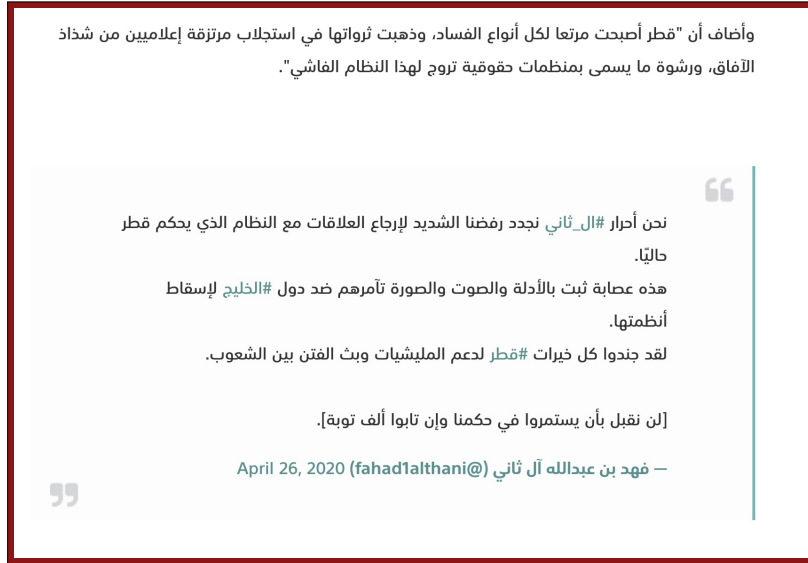 وأضاف أن "قطر أصبحت مرتعا لكل أنواع الفساد، وذهبت ثرواتها في استجلاب مرتزقة إعلاميين من شذاذ
الآفاق، ورشوة ما يسمى بمنظمات حقوقية تروج لهذا النظام الفاشي".
نحن أحرار #ال_ثاني نجدد رفضنا الشديد لإرجاع العلاقات مع النظام الذي يحكم قطر
حاليًا.
هذه عصابة ثبت بالأدلة والصوت والصورة تآمرهم ضد دول #الخليج لإسقاط
أنظمتها.
لقد جندوا كل خيرات #قطر لدعم المليشيات وبث الفتن بين الشعوب.
[لن نقبل بأن يستمروا في حكمنا وإن تابوا ألف توبة].
— فهد بن عبدالله آل ثاني (@fahad1althani) April 26, 2020